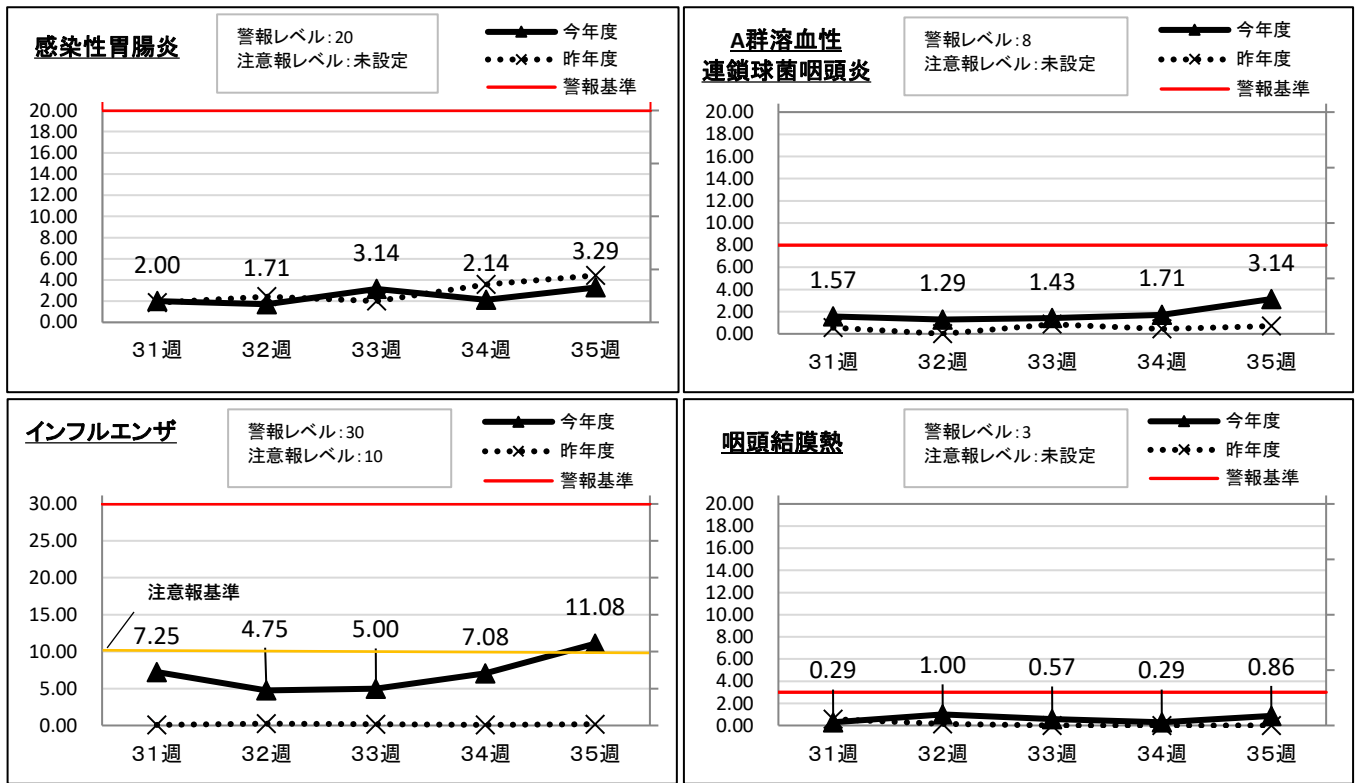 感染性胃腸炎
警報レベル:20
注意報レベル:未設定
今年度
昨年度
警報基準
20.00
18.00
16.00
14.00
12.00
10.00
8.00
6.00
4.00
2.00
0.00
2.00
1.71
3.14
2.14
3.29
31週
32週
33週
34週
35週
A群溶血性
連鎖球菌咽頭炎
警報レベル:8
注意報レベル:未設定
今年度
昨年度
警報基準
20.00
18.00
16.00
14.00
12.00
10.00
8.00
6.00
4.00
2.00
0.00
1.57
1.29
1.43
1.71
3.14
31週
32週
33週
34週
35週
インフルエンザ
警報レベル:30
注意報レベル:10
今年度
昨年度
警報基準
30.00
25.00
20.00
15.00
10.00
5.00
0.00
注意報基準
7.25
4.75
5.00
7.08
11.08
31週
32週
33週
34週
35週
咽頭結膜熱
警報レベル:3
注意報レベル:未設定
今年度
昨年度
警報基準
20.00
18.00
16.00
14.00
12.00
10.00
8.00
6.00
4.00
2.00
0.00
0.29
1.00
0.57
0.29
0.86
31週
32週
33週
34週
35週